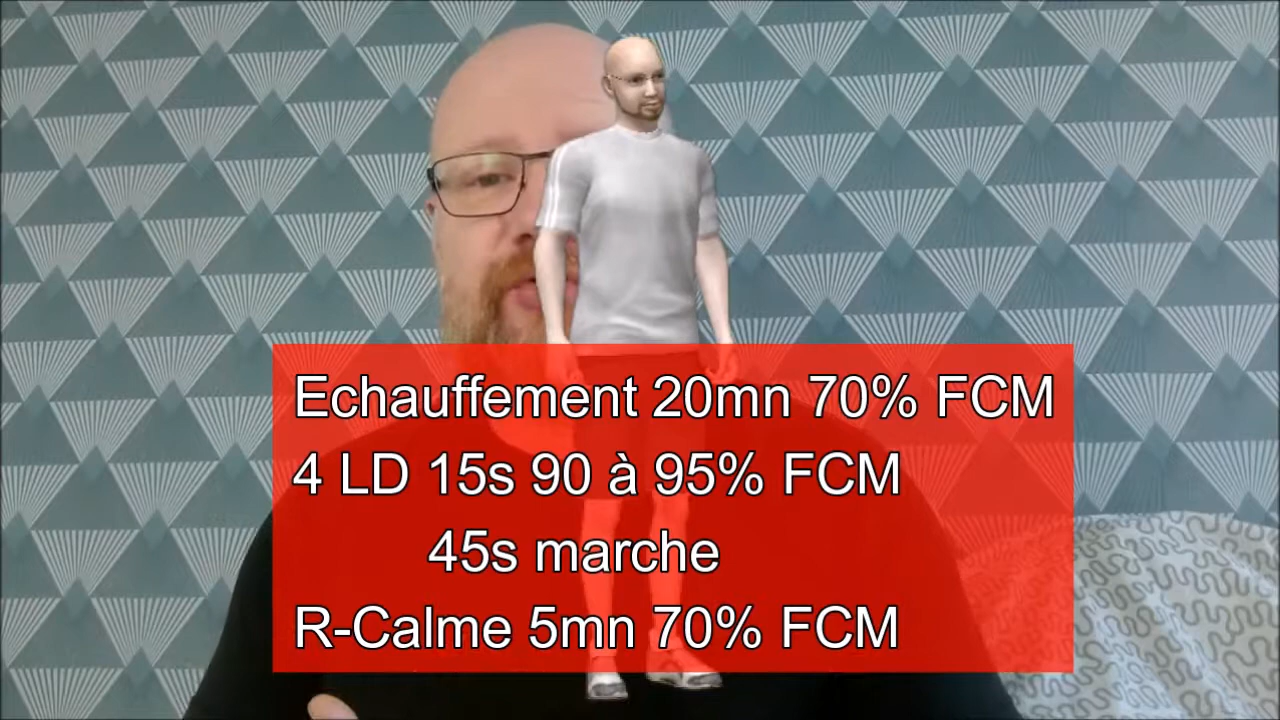 Echauffement 20mn 70% FCM
4 LD 15s 90 à 95% FCM
45s marche
R-Calme 5mn 70% FCM